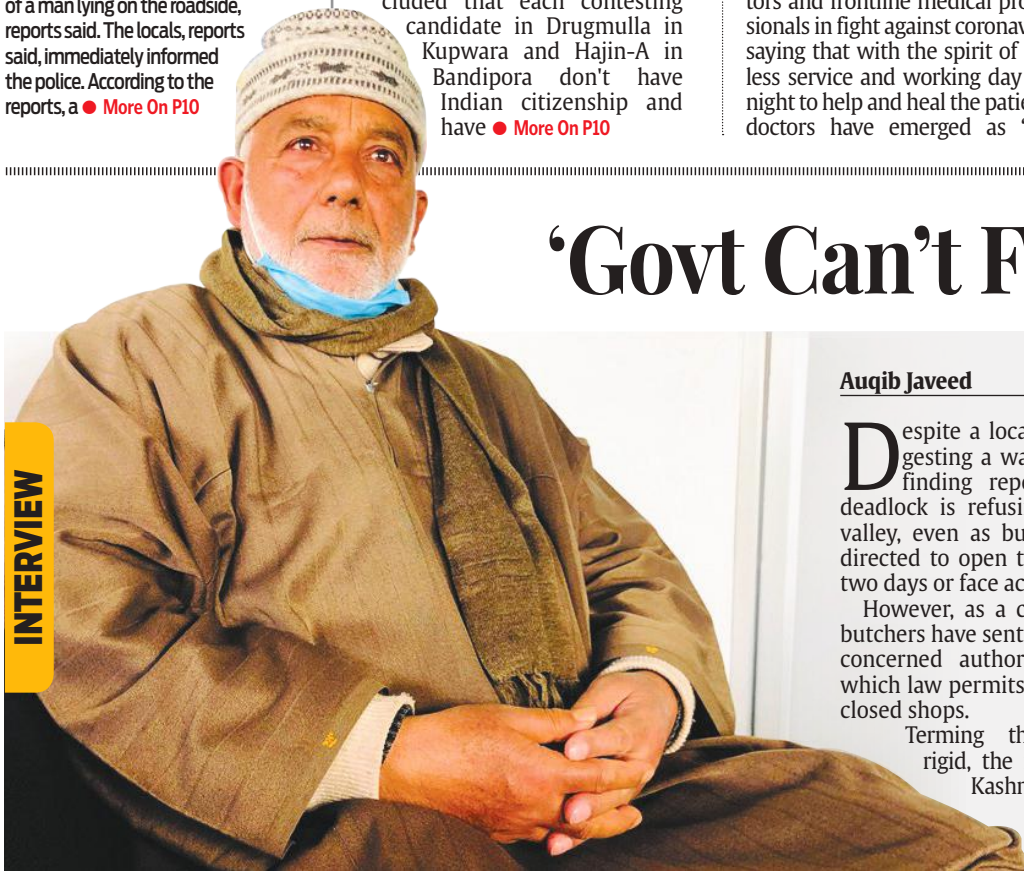 of a man lying on the roadside,
reports said. The locals, reports
said, immediately informed
the police. According to the
reports, a ● More On P10
cluded that each contesting
candidate in Drugmulla in
Kupwara and Hajin-A in
Bandipora don't have
Indian citizenship and
have ● More On P10
tors and frontline medical pro
sionals in fight against corona
saying that with the spirit of
less service and working day
night to help and heal the patie
doctors have emerged as ‘
‘Govt Can’t F
INTERVIEW
Auqib Javeed
Despite a loca
gesting a wa
finding repo
deadlock is refusi
valley, even as bu
directed to open t
two days or face ac
However, as a c
butchers have sent
concerned author
which law permits
closed shops.
Terming th
rigid, the
Kashm